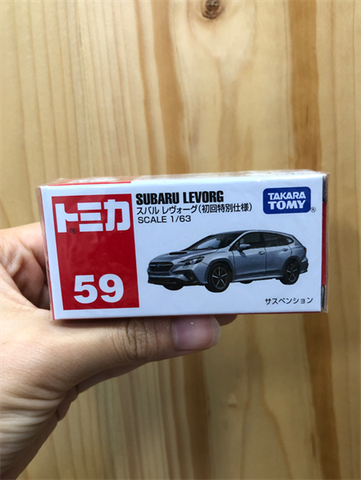 トミカ
59
SUBARU LEVORG
スバル レヴォーグ(初回特別仕様)
SCALE 1/63
TAKARA
TOMY®
サスペンション